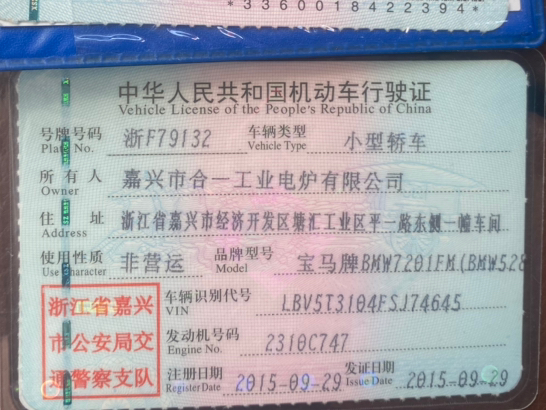 *3360018422394*
中华人民共和国机动车行驶证
Vehicle License of the People's Republic of China
号牌号码 浙F79132 车辆类型 小型轿车
Plate No. Vehicle Type
所有人 嘉兴市合一工业电炉有限公司
Owner
住址 浙江省嘉兴市经济开发区塘汇工业区平一路东侧一幢车间
Address
使用性质 非营运 品牌型号 宝马牌BMW7201FM(BMW528
Use Character Model
浙江省嘉兴
市公安局交
通警察支队
车辆识别代号 LBV5T3104FSJ74645
VIN
发动机号码 2310C747
Engine No.
注册日期 2015-09-29 发证日期 2015-09-29
Register Date Issue Date